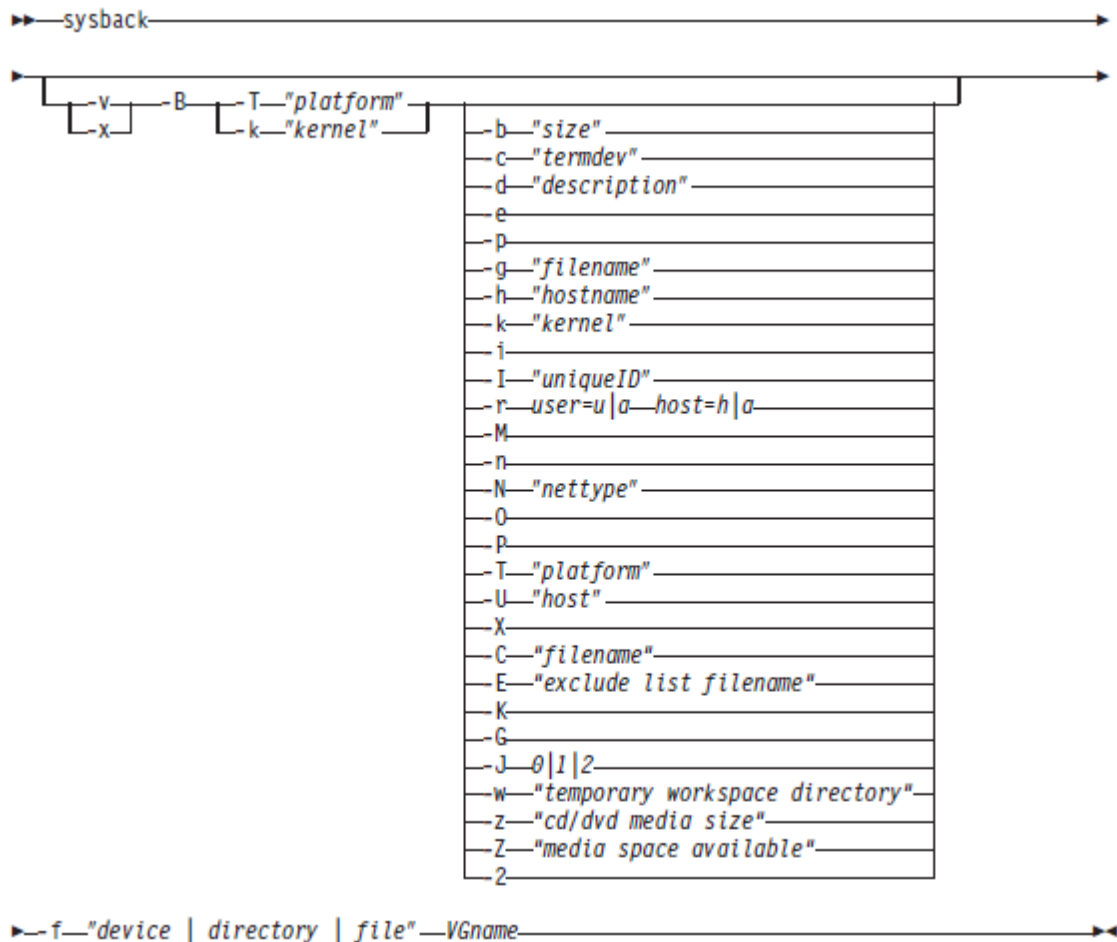 sysback
-v -B -T "platform"
-x -k "kernel"
-b "size"
-c "termdev"
-d "description"
-e
-p
-g "filename"
-h "hostname"
-k "kernel"
-i
-I "uniqueID"
-r user=u|a host=h|a
-M
-n
-N "nettype"
-O
-P
-T "platform"
-U "host"
-X
-C "filename"
-E "exclude list filename"
-K
-G
-J 0|1|2
-w "temporary workspace directory"
-z "cd/dvd media size"
-Z "media space available"
-2
-f "device | directory | file" VGname